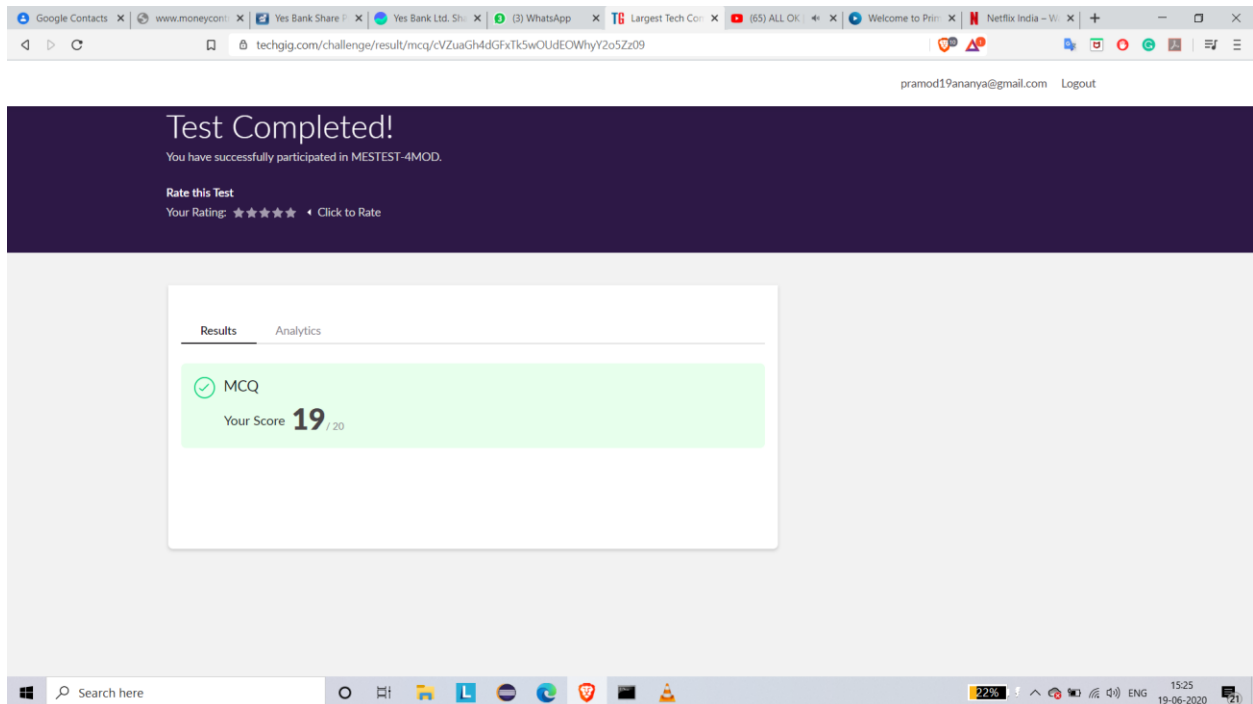 Google Contacts
www.moneycont
Yes Bank Share P
Yes Bank Ltd. Sh
(3) WhatsApp
Largest Tech Con
(65) ALL OK
Welcome to Prim
Netflix India – W
techgig.com/challenge/result/mcq/cVZuaGh4dGFxTk5wOUdEOWhyY2o5Zz09
pramod19ananya@gmail.com Logout
Test Completed!
You have successfully participated in MESTEST-4MOD.
Rate this Test
Your Rating: Click to Rate
Results Analytics
MCQ
Your Score 19 / 20
Search here
22%
ENG
15:25
19-06-2020
21